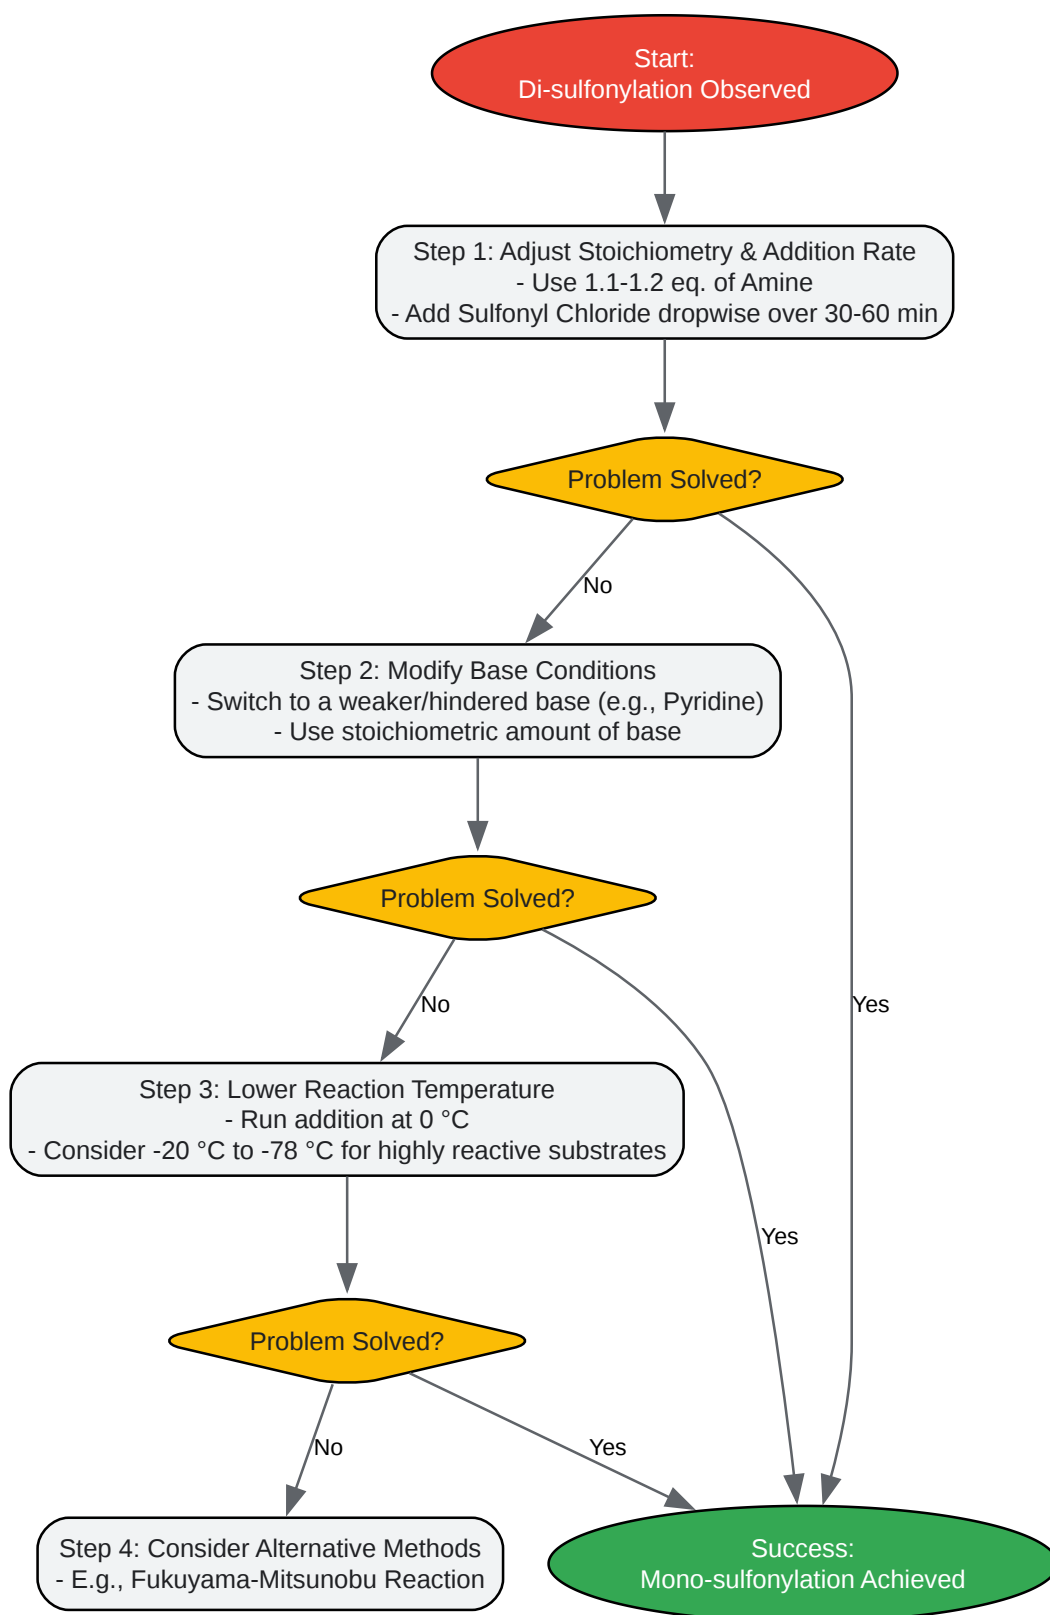 Start:
Di-sulfonylation Observed
Step 1: Adjust Stoichiometry & Addition Rate
- Use 1.1-1.2 eq. of Amine
- Add Sulfonyl Chloride dropwise over 30-60 min
Problem Solved?
No
Step 2: Modify Base Conditions
- Switch to a weaker/hindered base (e.g., Pyridine)
- Use stoichiometric amount of base
Problem Solved?
No
Yes
Step 3: Lower Reaction Temperature
- Run addition at 0 °C
- Consider -20 °C to -78 °C for highly reactive substrates
Yes
Problem Solved?
No
Yes
Step 4: Consider Alternative Methods
- E.g., Fukuyama-Mitsunobu Reaction
Success:
Mono-sulfonylation Achieved